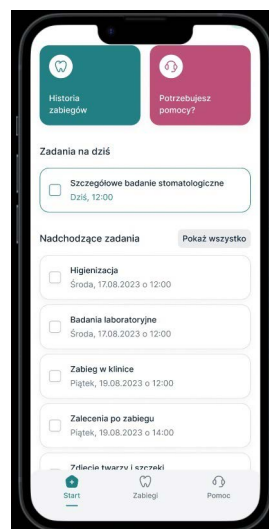 Historia
zabiegów
Potrzebujesz
pomocy?
Zadania na dziś
Szczegółowe badanie stomatologiczne
Dziś, 12:00
Nadchodzące zadania
Pokaż wszystko
Higienizacja
Środa, 17.08.2023 o 12:00
Badania laboratoryjne
Środa, 17.08.2023 o 12:00
Zabieg w klinice
Piątek, 19.08.2023 o 12:00
Zalecenia po zabiegu
Piątek, 19.08.2023 o 14:00
Zdjęcie twarzy i szczęki
Start
Zabiegi
Pomoc